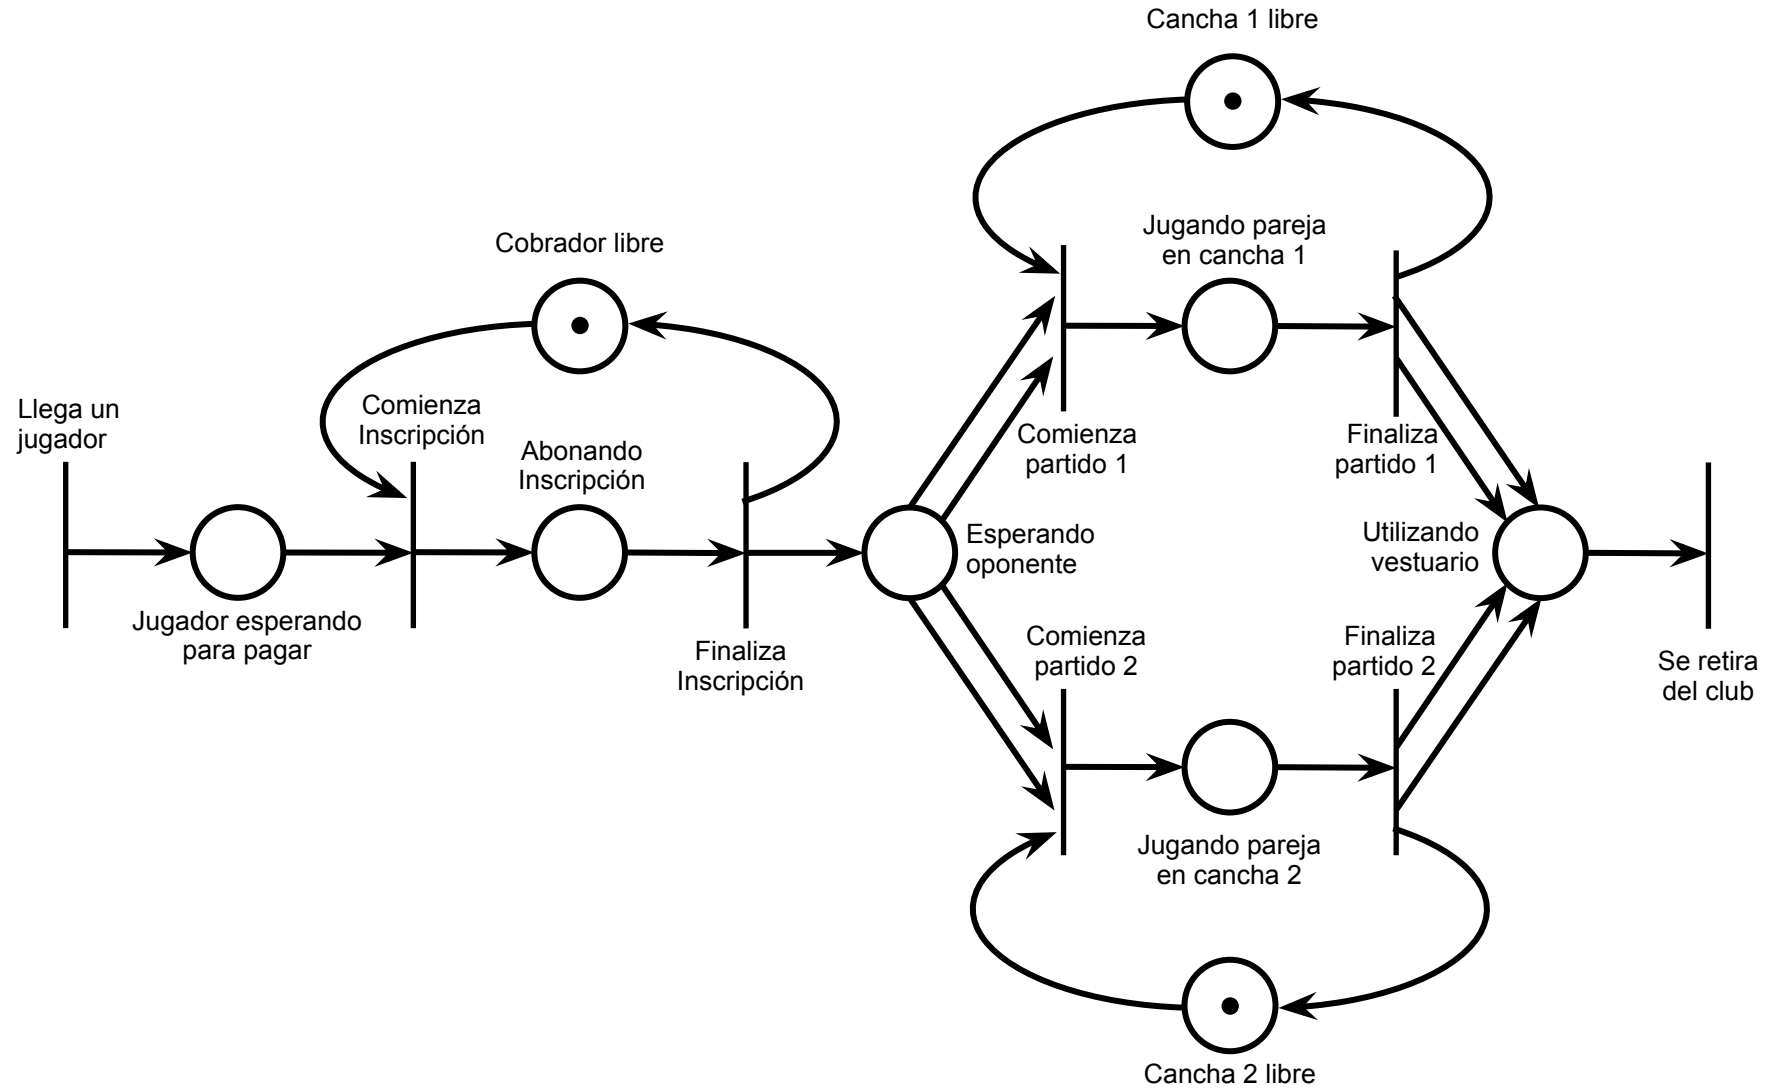 Cancha 1 libre
Jugando pareja
en cancha 1
Cobrador libre
Llega un
jugador
Comienza
Inscripción
Abonando
Inscripción
Comienza
partido 1
Finaliza
partido 1
Esperando
oponente
Utilizando
vestuario
Jugador esperando
para pagar
Finaliza
Inscripción
Comienza
partido 2
Finaliza
partido 2
Se retira
del club
Jugando pareja
en cancha 2
Cancha 2 libre